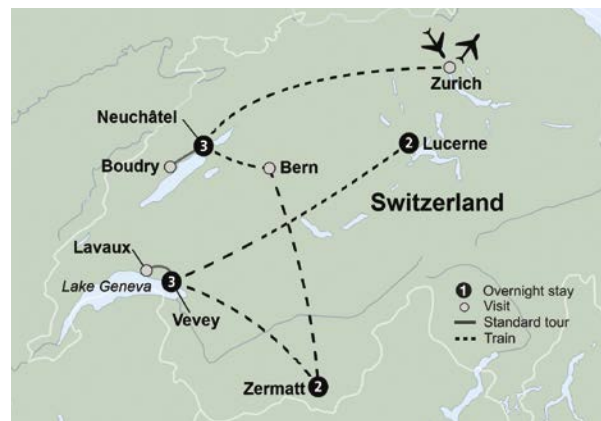 Zurich
Neuchâtel
3
2
Lucerne
Boudry
Bern
Switzerland
Lavaux
Lake Geneva
3
Vevey
1 Overnight stay
Visit
Standard tour
Train
Zermatt
2